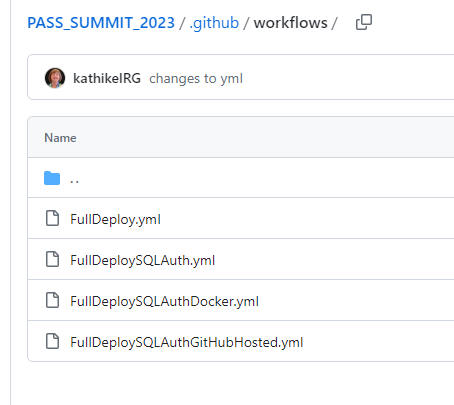 PASS_SUMMIT_2023 / .github / workflows /
kathikelRG changes to yml
Name
..
FullDeploy.yml
FullDeploySQLAuth.yml
FullDeploySQLAuthDocker.yml
FullDeploySQLAuthGitHubHosted.yml